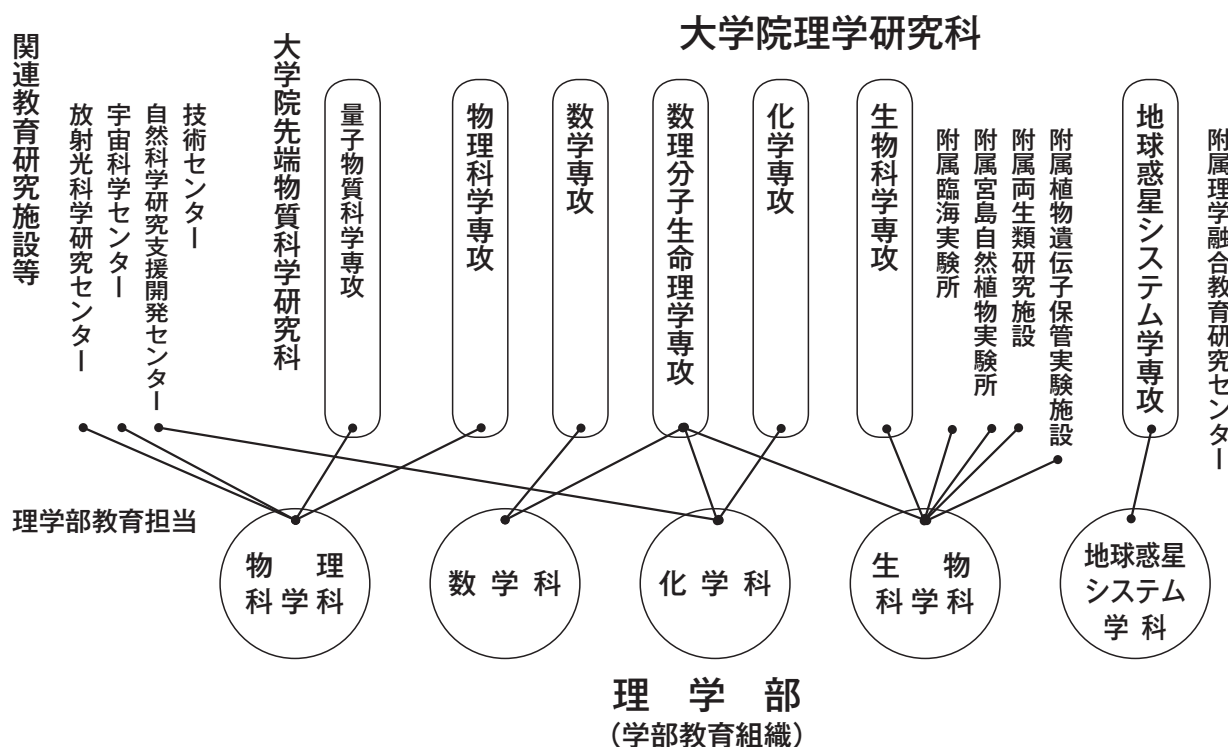 大学院理学研究科
関連教育研究施設等
放射光科学研究センター
宇宙科学センター
自然科学研究支援開発センター
技術センター
大学院先端物質科学研究科
量子物質科学専攻
物理科学専攻
数学専攻
数理分子生命理学専攻
化学専攻
生物科学専攻
附属臨海実験所
附属宮島自然植物実験所
附属両生類研究施設
附属植物遺伝子保管実験施設
地球惑星システム学専攻
附属理学融合教育研究センター
理学部教育担当
物理
科学科
数学科
化学科
生物
科学科
地球惑星
システム
学科
理学部
（学部教育組織）